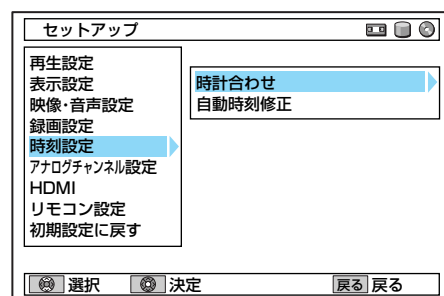 セットアップ
再生設定
表示設定
映像・音声設定
録画設定
時刻設定
アナログチャンネル設定
HDMI
リモコン設定
初期設定に戻す
時計合わせ
自動時刻修正
選択 決定 戻る 戻る